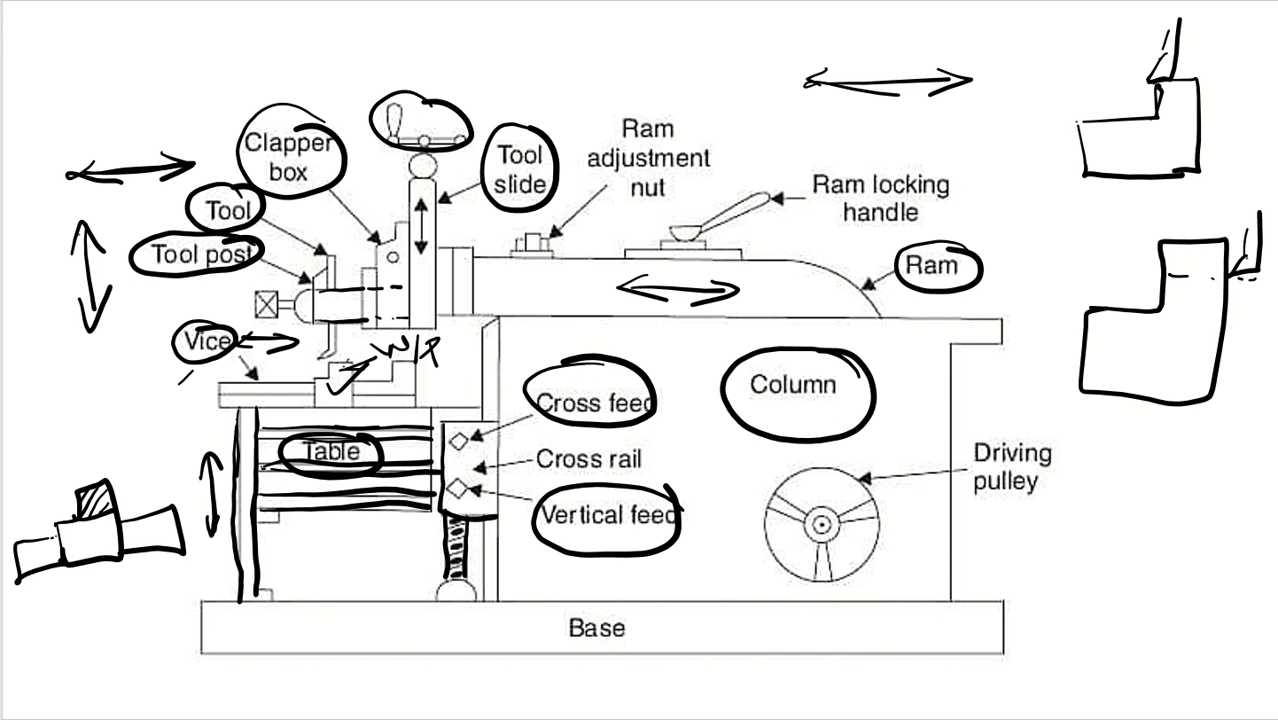 Clapper
box
Tool
slide
Ram
adjustment
nut
Ram locking
handle
Tool
Tool post
Ram
Vice
W/P
Column
Cross feed
Table
Cross rail
Driving
pulley
Vertical feed
Base